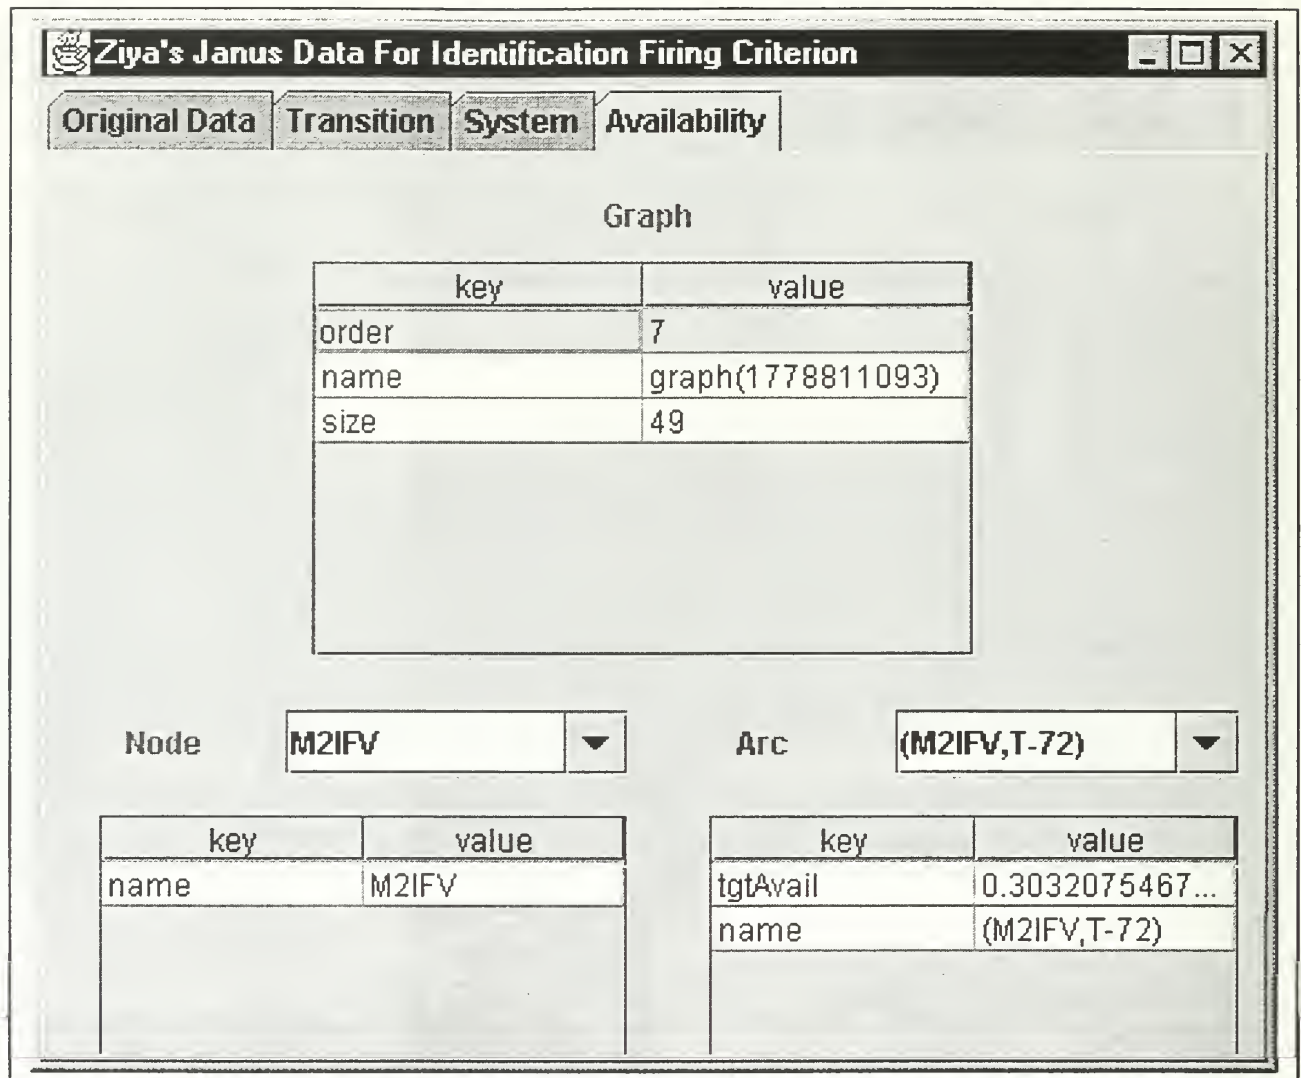 Ziya's Janus Data For Identification Firing Criterion
Original Data Transition System Availability
Graph
key value
order 7
name graph(1778811093)
size 49
Node M2IFV Arc (M2IFV,T-72)
key value
name M2IFV
key value
tgtAvail 0.3032075467...
name (M2IFV,T-72)